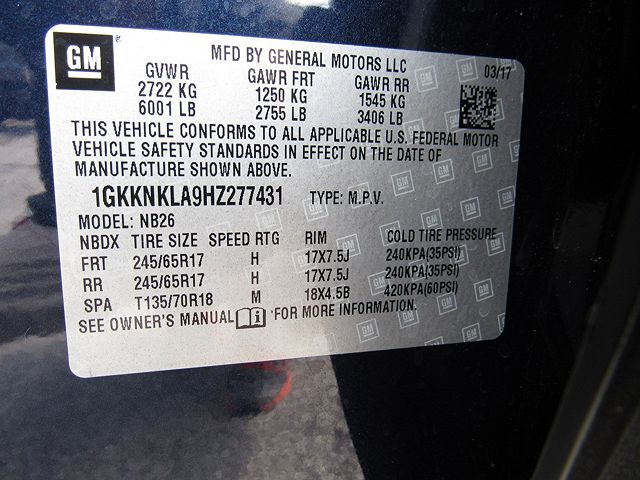 GM
MFD BY GENERAL MOTORS LLC
03/17
GVWR GAWR FRT GAWR RR
2722 KG 1250 KG 1545 KG
6001 LB 2755 LB 3406 LB
THIS VEHICLE CONFORMS TO ALL APPLICABLE U.S. FEDERAL MOTOR
VEHICLE SAFETY STANDARDS IN EFFECT ON THE DATE OF
MANUFACTURE SHOWN ABOVE.
1GKKNKLA9HZ277431 TYPE: M.P.V.
MODEL: NB26
NBDX TIRE SIZE SPEED RTG RIM COLD TIRE PRESSURE
FRT 245/65R17 H 17X7.5J 240KPA(35PSI)
RR 245/65R17 H 17X7.5J 240KPA(35PSI)
SPA T135/70R18 M 18X4.5B 420KPA(60PSI)
SEE OWNER'S MANUAL i FOR MORE INFORMATION.